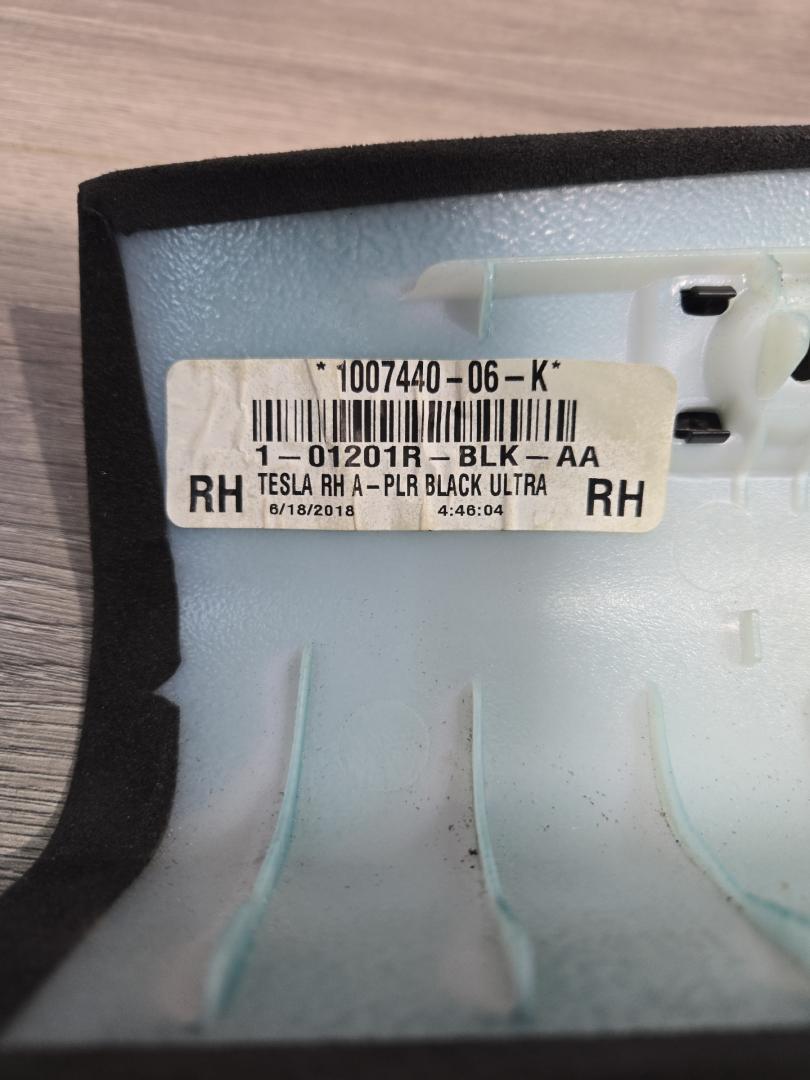 *1007440-06-K*
1-01201R-BLK-AA
RH TESLA RH A-PLR BLACK ULTRA RH
6/18/2018 4:46:04